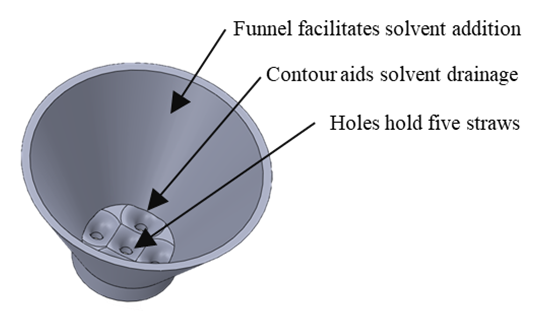 Funnel facilitates solvent addition
Contour aids solvent drainage
Holes hold five straws